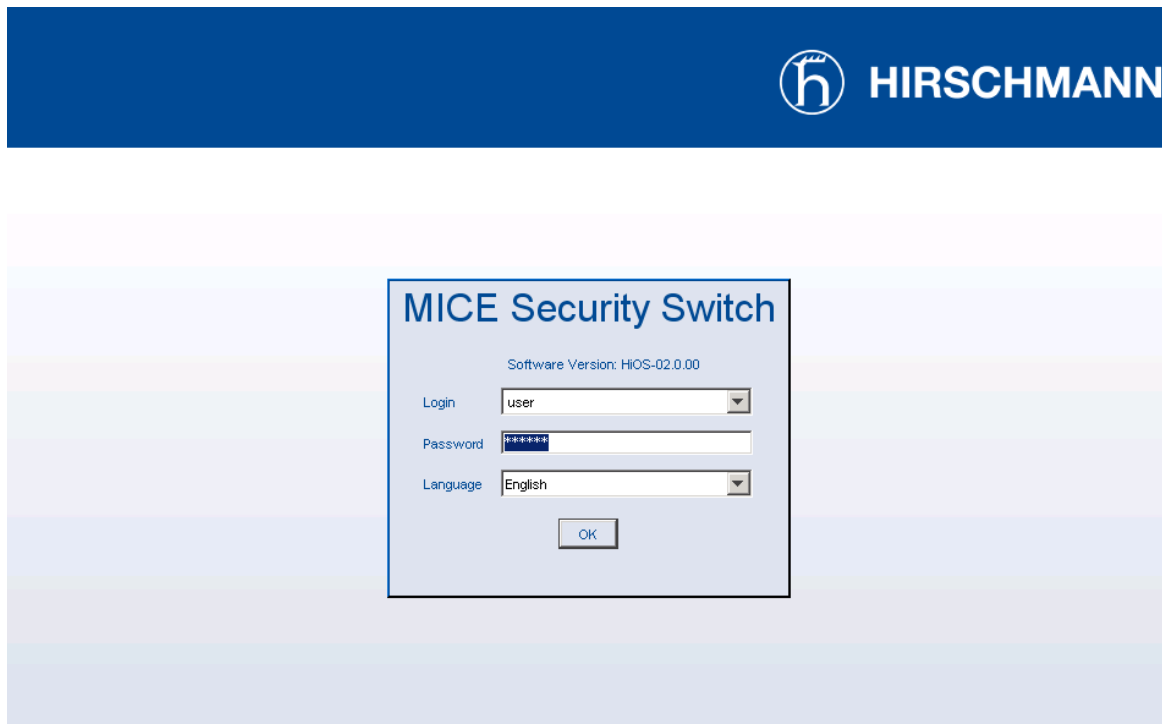 HIRSCHMANN
MICE Security Switch
Software Version: HiOS-02.0.00
Login user
Password ******
Language English
OK